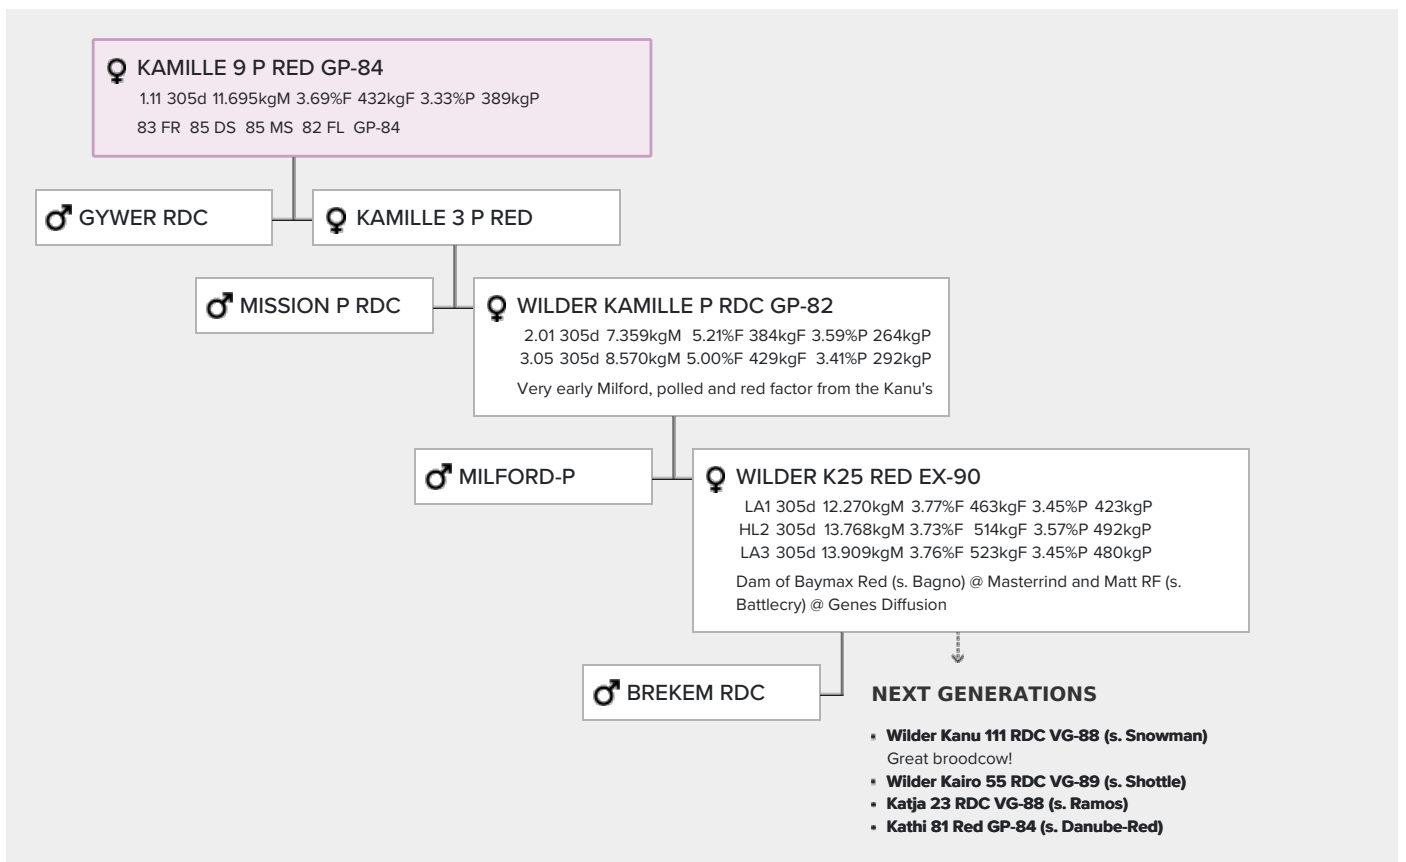 KAMILLE 9 P RED GP-84
1.11 305d 11.695kgM 3.69%F 432kgF 3.33%P 389kgP
83 FR 85 DS 85 MS 82 FL GP-84
GYWER RDC
KAMILLE 3 P RED
MISSION P RDC
WILDER KAMILLE P RDC GP-82
2.01 305d 7.359kgM 5.21%F 384kgF 3.59%P 264kgP
3.05 305d 8.570kgM 5.00%F 429kgF 3.41%P 292kgP
Very early Milford, polled and red factor from the Kanu's
MILFORD-P
WILDER K25 RED EX-90
LA1 305d 12.270kgM 3.77%F 463kgF 3.45%P 423kgP
HL2 305d 13.768kgM 3.73%F 514kgF 3.57%P 492kgP
LA3 305d 13.909kgM 3.76%F 523kgF 3.45%P 480kgP
Dam of Baymax Red (s. Bagno) @ Masterrind and Matt RF (s.
Battlecry) @ Genes Diffusion
BREKEM RDC
NEXT GENERATIONS
▪ Wilder Kanu 111 RDC VG-88 (s. Snowman)
Great broodcow!
▪ Wilder Kairo 55 RDC VG-89 (s. Shottle)
▪ Katja 23 RDC VG-88 (s. Ramos)
▪ Kathi 81 Red GP-84 (s. Danube-Red)